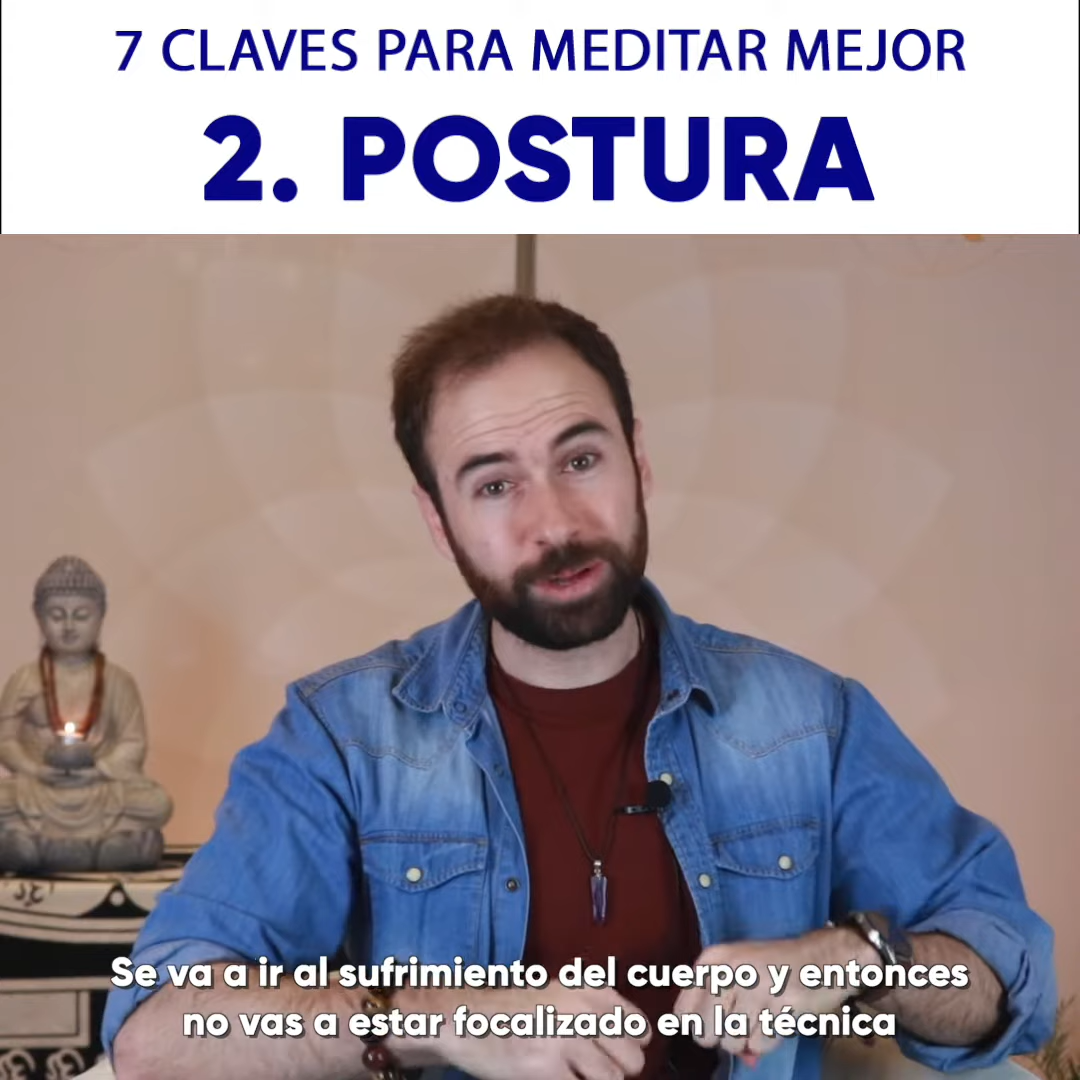 7 CLAVES PARA MEDITAR MEJOR
2. POSTURA
Se va a ir al sufrimiento del cuerpo y entonces
no vas a estar focalizado en la técnica